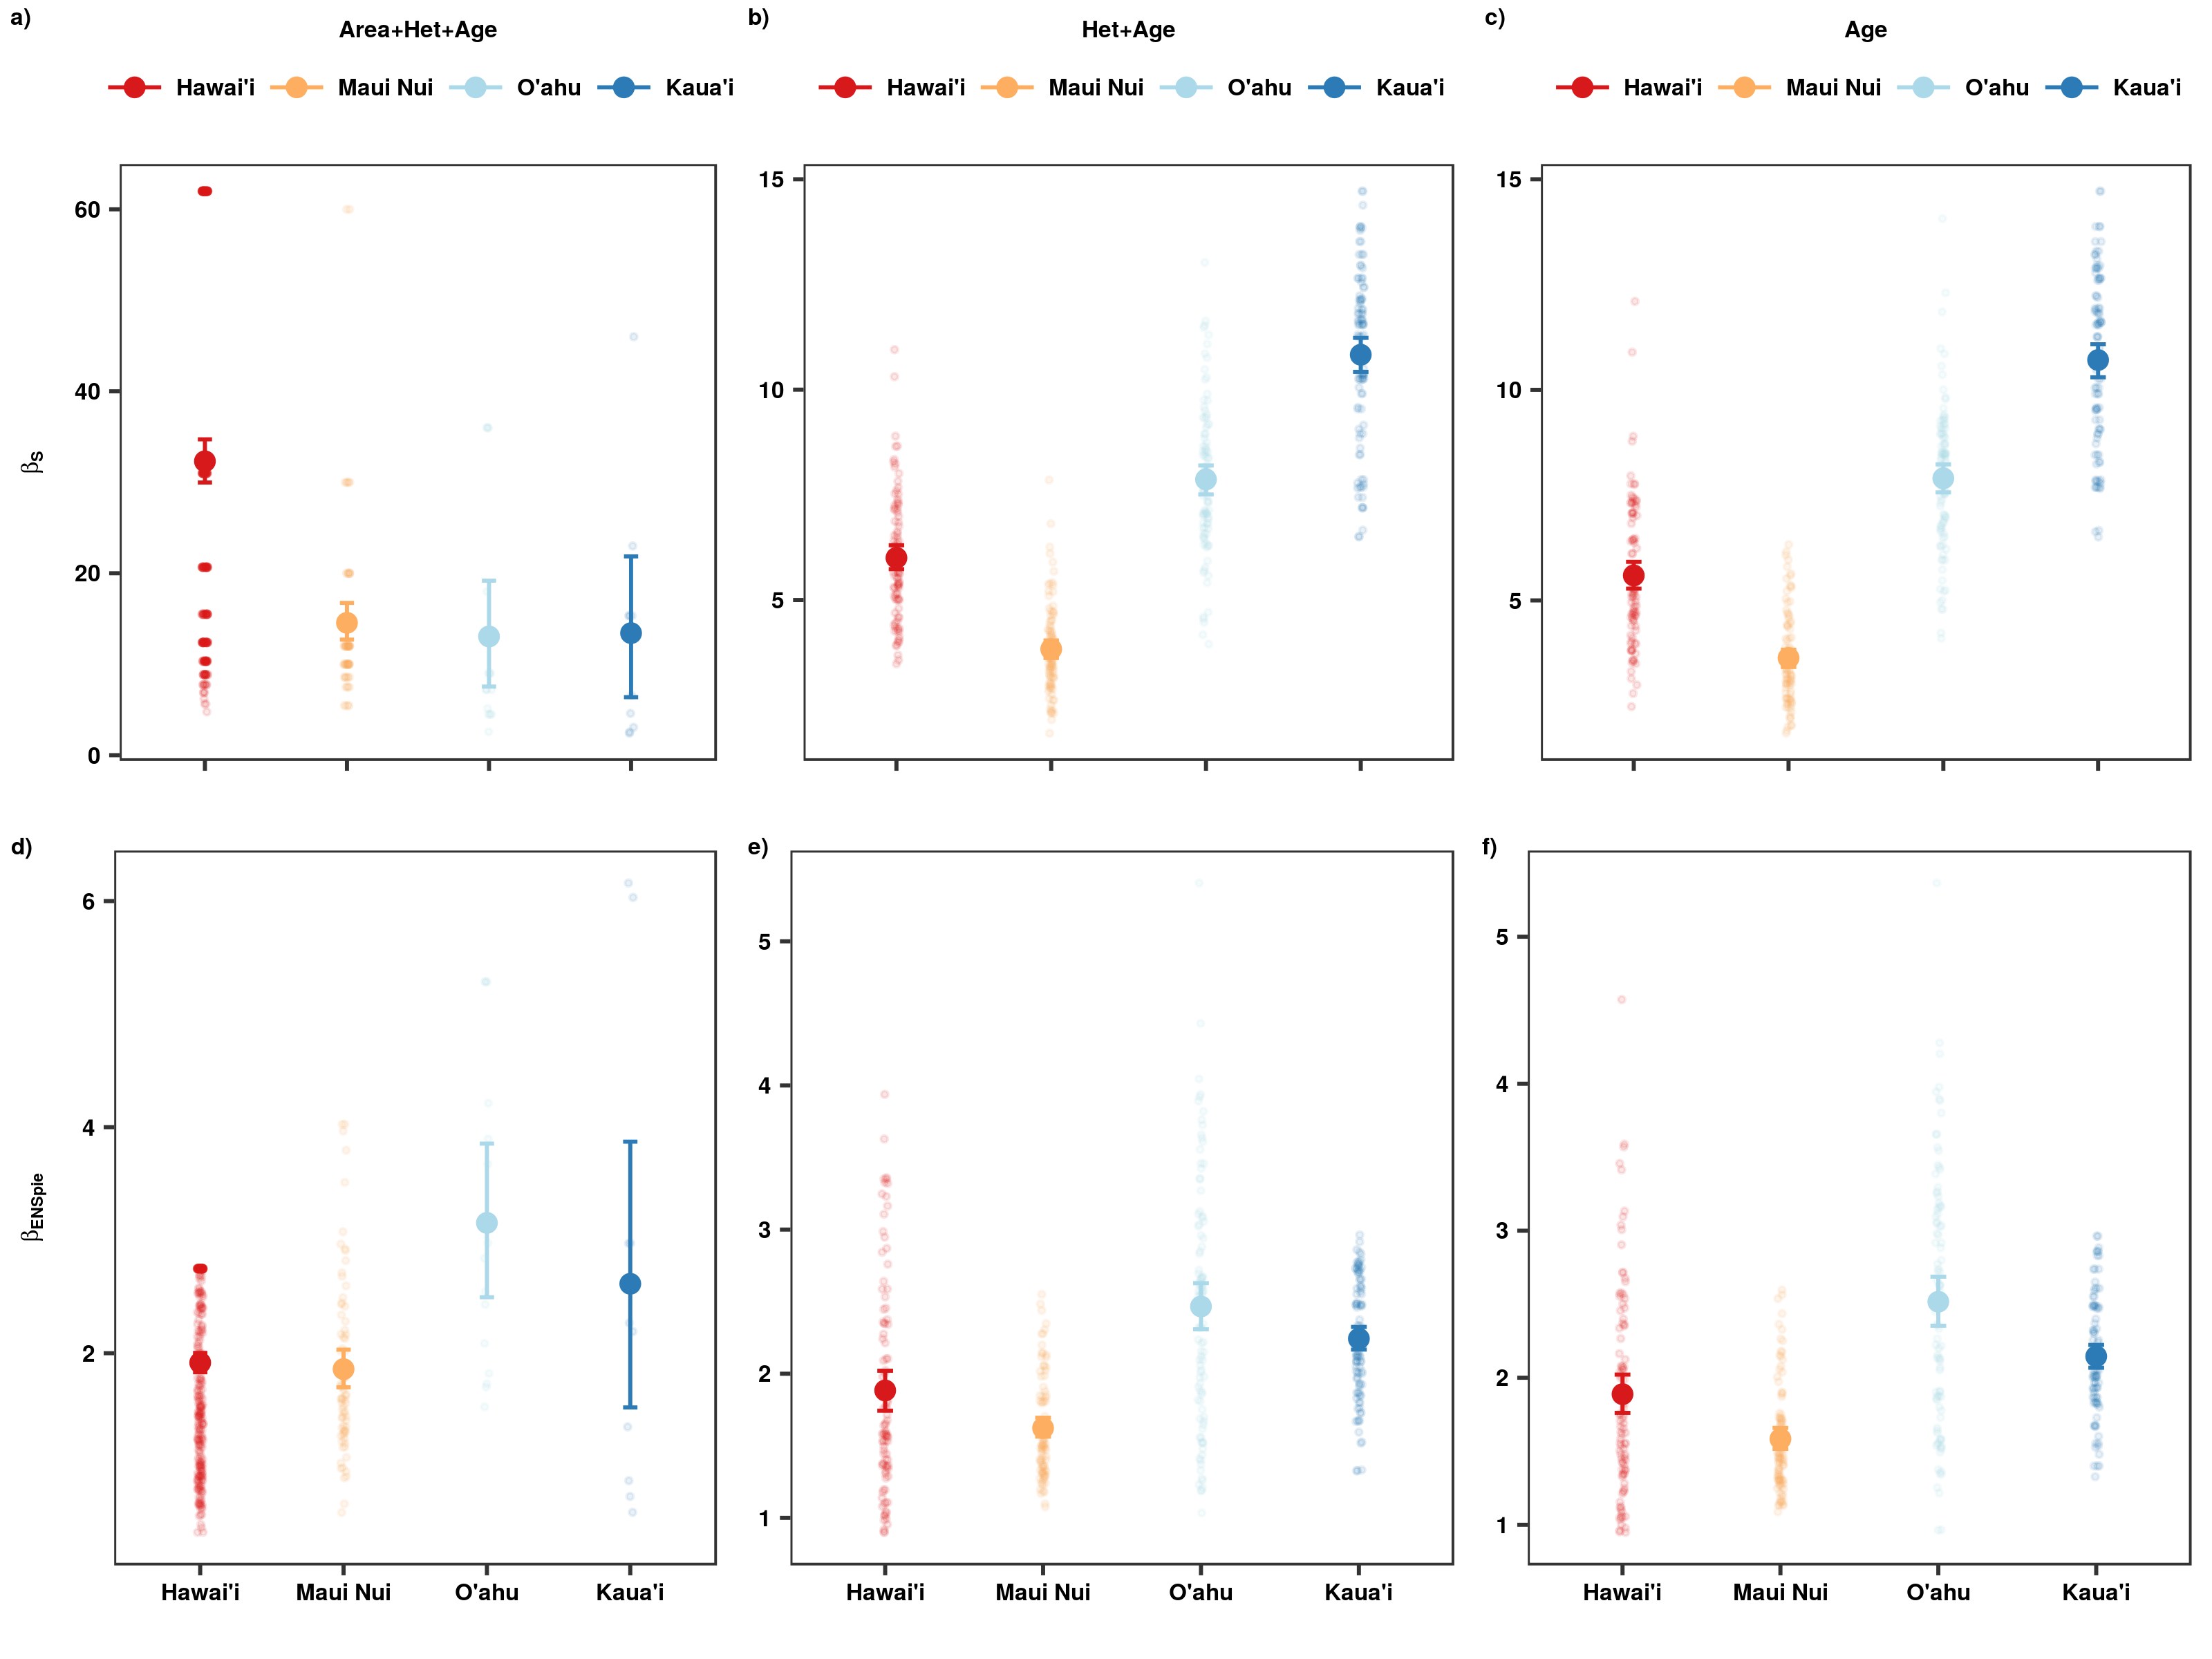 a) b) c)
Area+Het+Age Het+Age Age
Hawai'i Maui Nui O'ahu Kaua'i Hawai'i Maui Nui O'ahu Kaua'i Hawai'i Maui Nui O'ahu Kaua'i
60 15 15
40 10 10
βS
20 5 5
0
d) e) f)
6 5 5
4 4 4
3 3
βENSpie
2 2 2
1 1
Hawai'i Maui Nui O'ahu Kaua'i Hawai'i Maui Nui O'ahu Kaua'i Hawai'i Maui Nui O'ahu Kaua'i